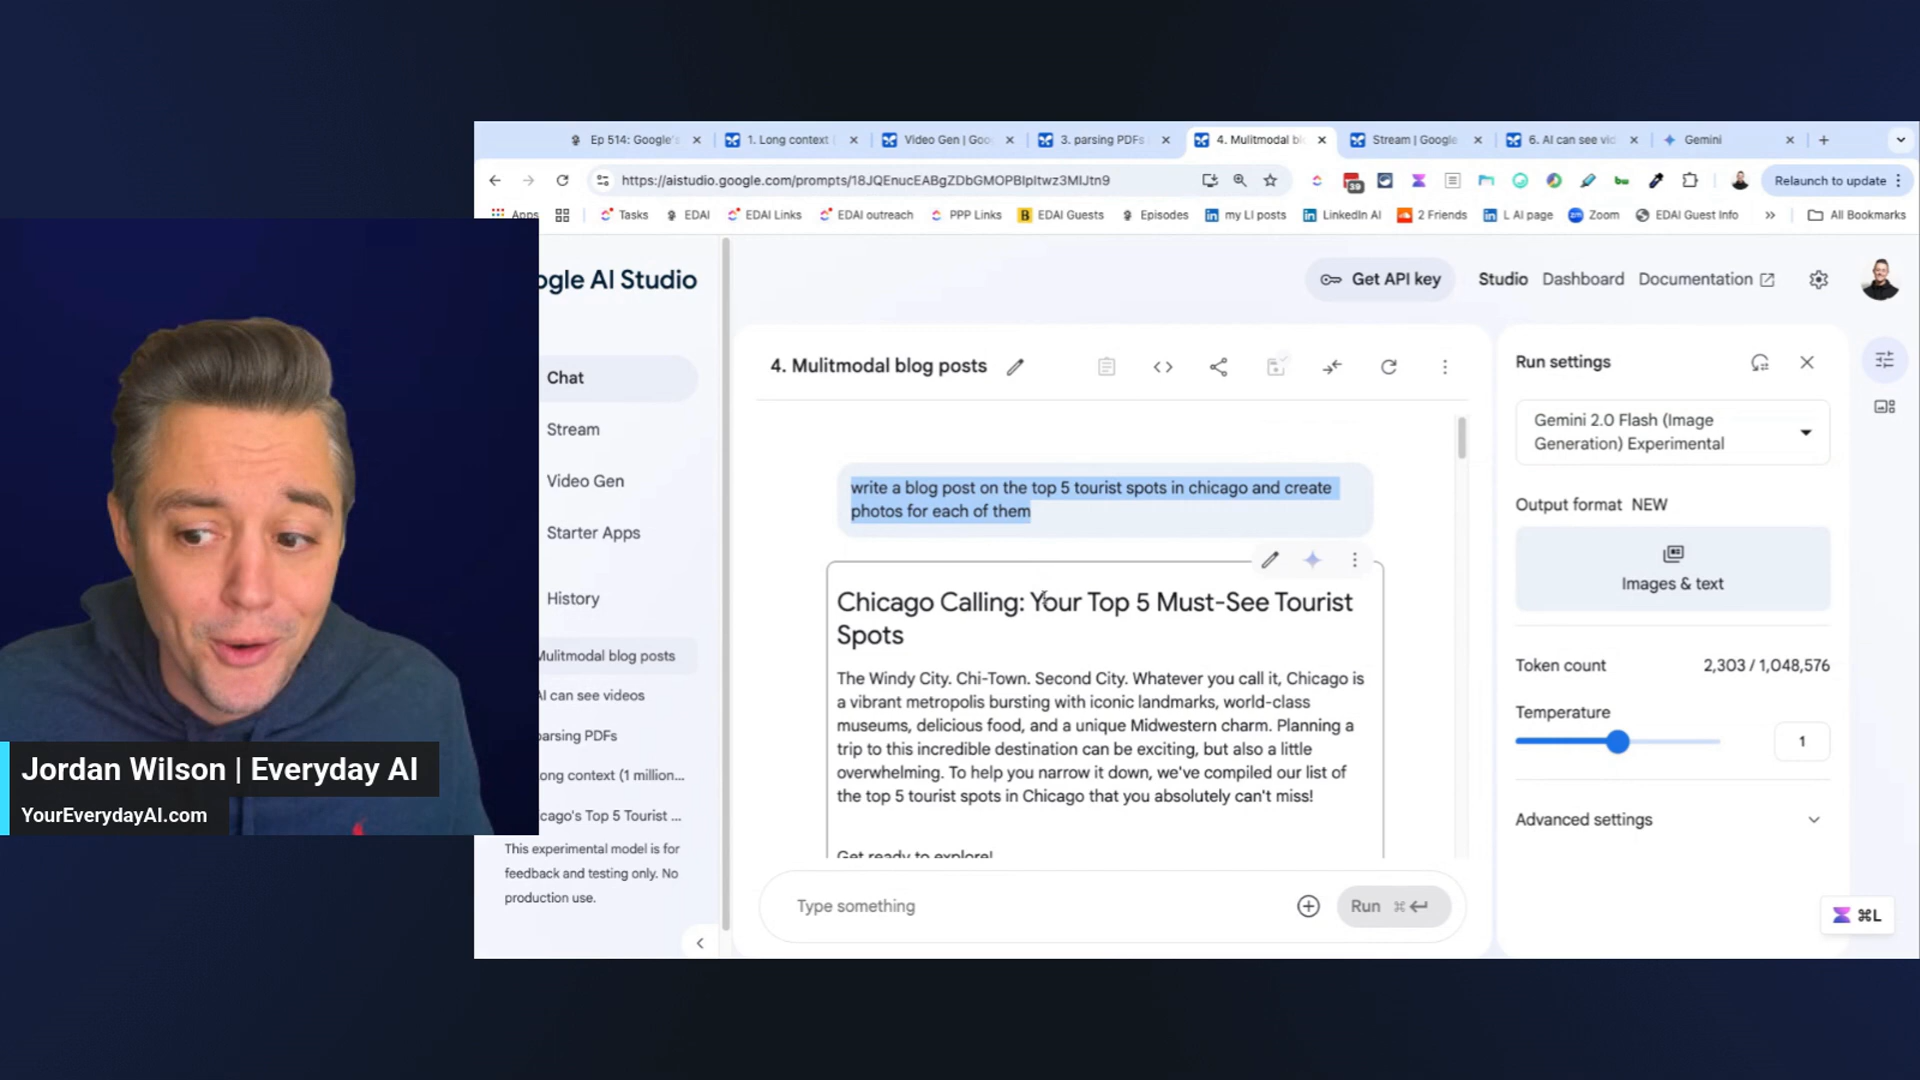 Ep 514: Google's
1. Long context
Video Gen | Goo
3. parsing PDFs
4. Mulitmodal bl
Stream | Google
6. AI can see vid
Gemini
https://aistudio.google.com/prompts/18JQEnucEABgZDbGMOPBIpltwz3MIJtn9
39
bw
Relaunch to update
Apps
Tasks
EDAI
EDAI Links
EDAI outreach
PPP Links
B EDAI Guests
Episodes
my LI posts
LinkedIn AI
2 Friends
L AI page
Zoom
EDAI Guest Info
All Bookmarks
ogle AI Studio
Get API key
Studio
Dashboard
Documentation
Chat
Stream
Video Gen
Starter Apps
History
Mulitmodal blog posts
AI can see videos
parsing PDFs
ong context (1 million...
icago's Top 5 Tourist ...
This experimental model is for
feedback and testing only. No
production use.
4. Mulitmodal blog posts
write a blog post on the top 5 tourist spots in chicago and create
photos for each of them
Chicago Calling: Your Top 5 Must-See Tourist
Spots
The Windy City. Chi-Town. Second City. Whatever you call it, Chicago is
a vibrant metropolis bursting with iconic landmarks, world-class
museums, delicious food, and a unique Midwestern charm. Planning a
trip to this incredible destination can be exciting, but also a little
overwhelming. To help you narrow it down, we've compiled our list of
the top 5 tourist spots in Chicago that you absolutely can't miss!
Get ready to explore!
Type something
Run ⌘↵
Run settings
Gemini 2.0 Flash (Image
Generation) Experimental
Output format NEW
Images & text
Token count 2,303 / 1,048,576
Temperature
1
Advanced settings
⌘L
Jordan Wilson | Everyday AI
YourEverydayAI.com